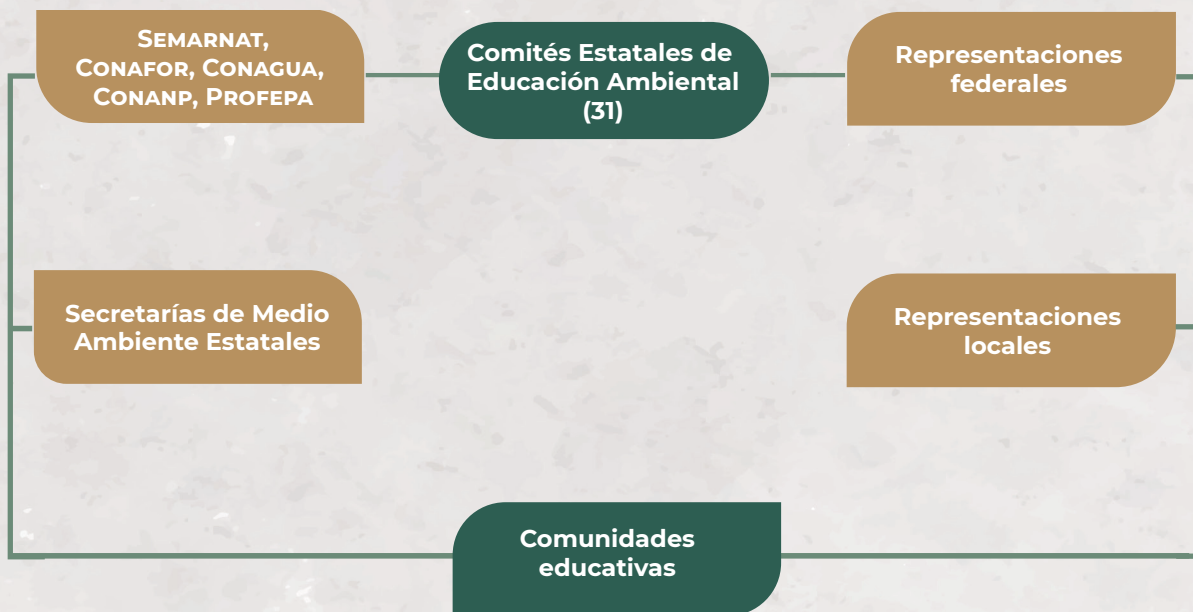 SEMARNAT,
CONAFOR, CONAGUA,
CONANP, PROFEPA
Comités Estatales de
Educación Ambiental
(31)
Representaciones
federales
Secretarías de Medio
Ambiente Estatales
Representaciones
locales
Comunidades
educativas